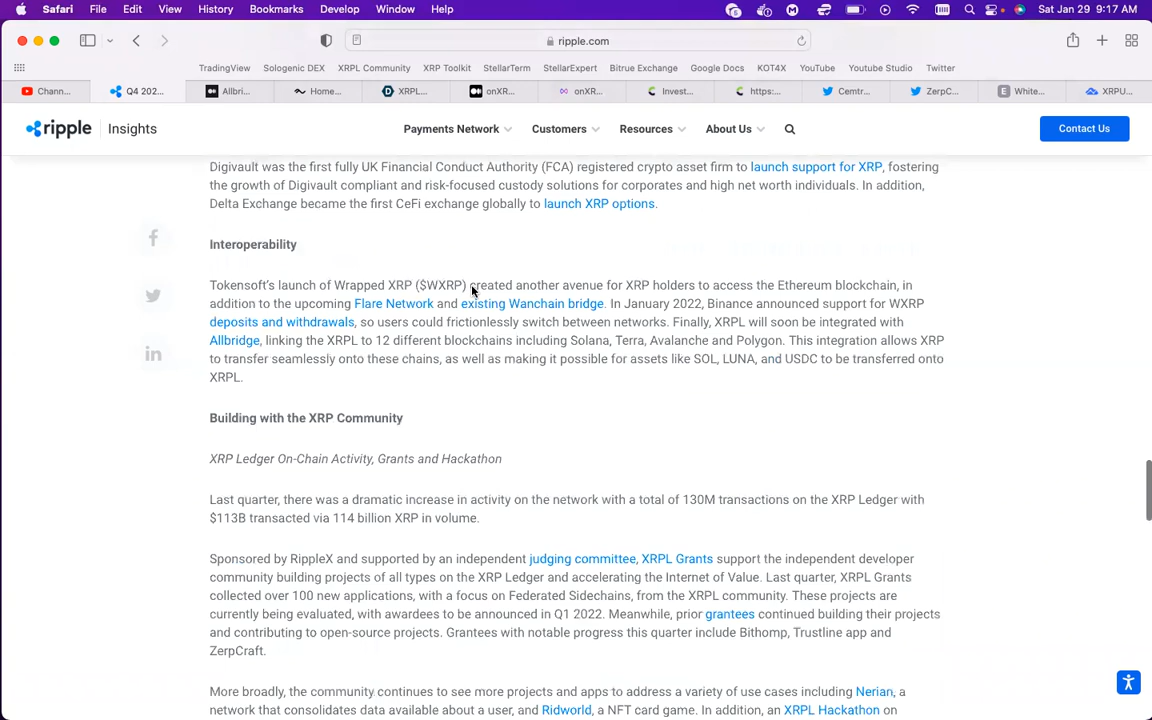 Safari File Edit View History Bookmarks Develop Window Help Sat Jan 29 9:17 AM
ripple.com
TradingView Sologenic DEX XRPL Community XRP Toolkit StellarTerm StellarExpert Bitrue Exchange Google Docs KOT4X YouTube Youtube Studio Twitter
Chann... Q4 202... Allbri... Home... XRPL... onXR... onXR... Invest... https:... Cemtr... ZerpC... White... XRPU...
ripple Insights Payments Network Customers Resources About Us Contact Us
Digivault was the first fully UK Financial Conduct Authority (FCA) registered crypto asset firm to launch support for XRP, fostering
the growth of Digivault compliant and risk-focused custody solutions for corporates and high net worth individuals. In addition,
Delta Exchange became the first CeFi exchange globally to launch XRP options.
Interoperability
Tokensoft's launch of Wrapped XRP ($WXRP) created another avenue for XRP holders to access the Ethereum blockchain, in
addition to the upcoming Flare Network and existing Wanchain bridge. In January 2022, Binance announced support for WXRP
deposits and withdrawals, so users could frictionlessly switch between networks. Finally, XRPL will soon be integrated with
Allbridge, linking the XRPL to 12 different blockchains including Solana, Terra, Avalanche and Polygon. This integration allows XRP
to transfer seamlessly onto these chains, as well as making it possible for assets like SOL, LUNA, and USDC to be transferred onto
XRPL.
Building with the XRP Community
XRP Ledger On-Chain Activity, Grants and Hackathon
Last quarter, there was a dramatic increase in activity on the network with a total of 130M transactions on the XRP Ledger with
$113B transacted via 114 billion XRP in volume.
Sponsored by RippleX and supported by an independent judging committee, XRPL Grants support the independent developer
community building projects of all types on the XRP Ledger and accelerating the Internet of Value. Last quarter, XRPL Grants
collected over 100 new applications, with a focus on Federated Sidechains, from the XRPL community. These projects are
currently being evaluated, with awardees to be announced in Q1 2022. Meanwhile, prior grantees continued building their projects
and contributing to open-source projects. Grantees with notable progress this quarter include Bithomp, Trustline app and
ZerpCraft.
More broadly, the community continues to see more projects and apps to address a variety of use cases including Nerian, a
network that consolidates data available about a user, and Ridworld, a NFT card game. In addition, an XRPL Hackathon on